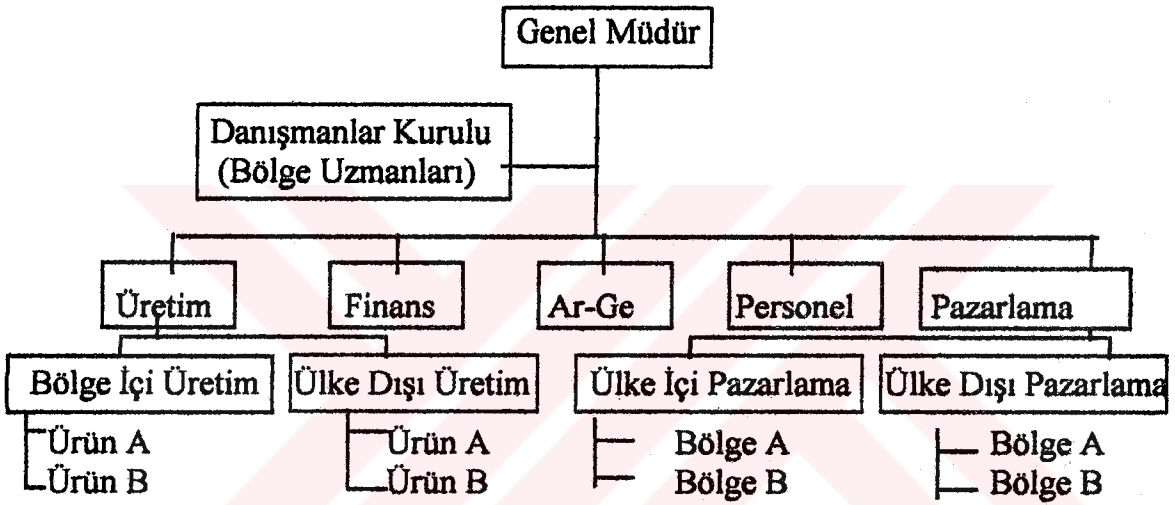 Genel Müdür
Danışmanlar Kurulu
(Bölge Uzmanları)
Üretim
Finans
Ar-Ge
Personel
Pazarlama
Bölge İçi Üretim
Ülke Dışı Üretim
Ülke İçi Pazarlama
Ülke Dışı Pazarlama
Ürün A
Ürün B
Ürün A
Ürün B
Bölge A
Bölge B
Bölge A
Bölge B